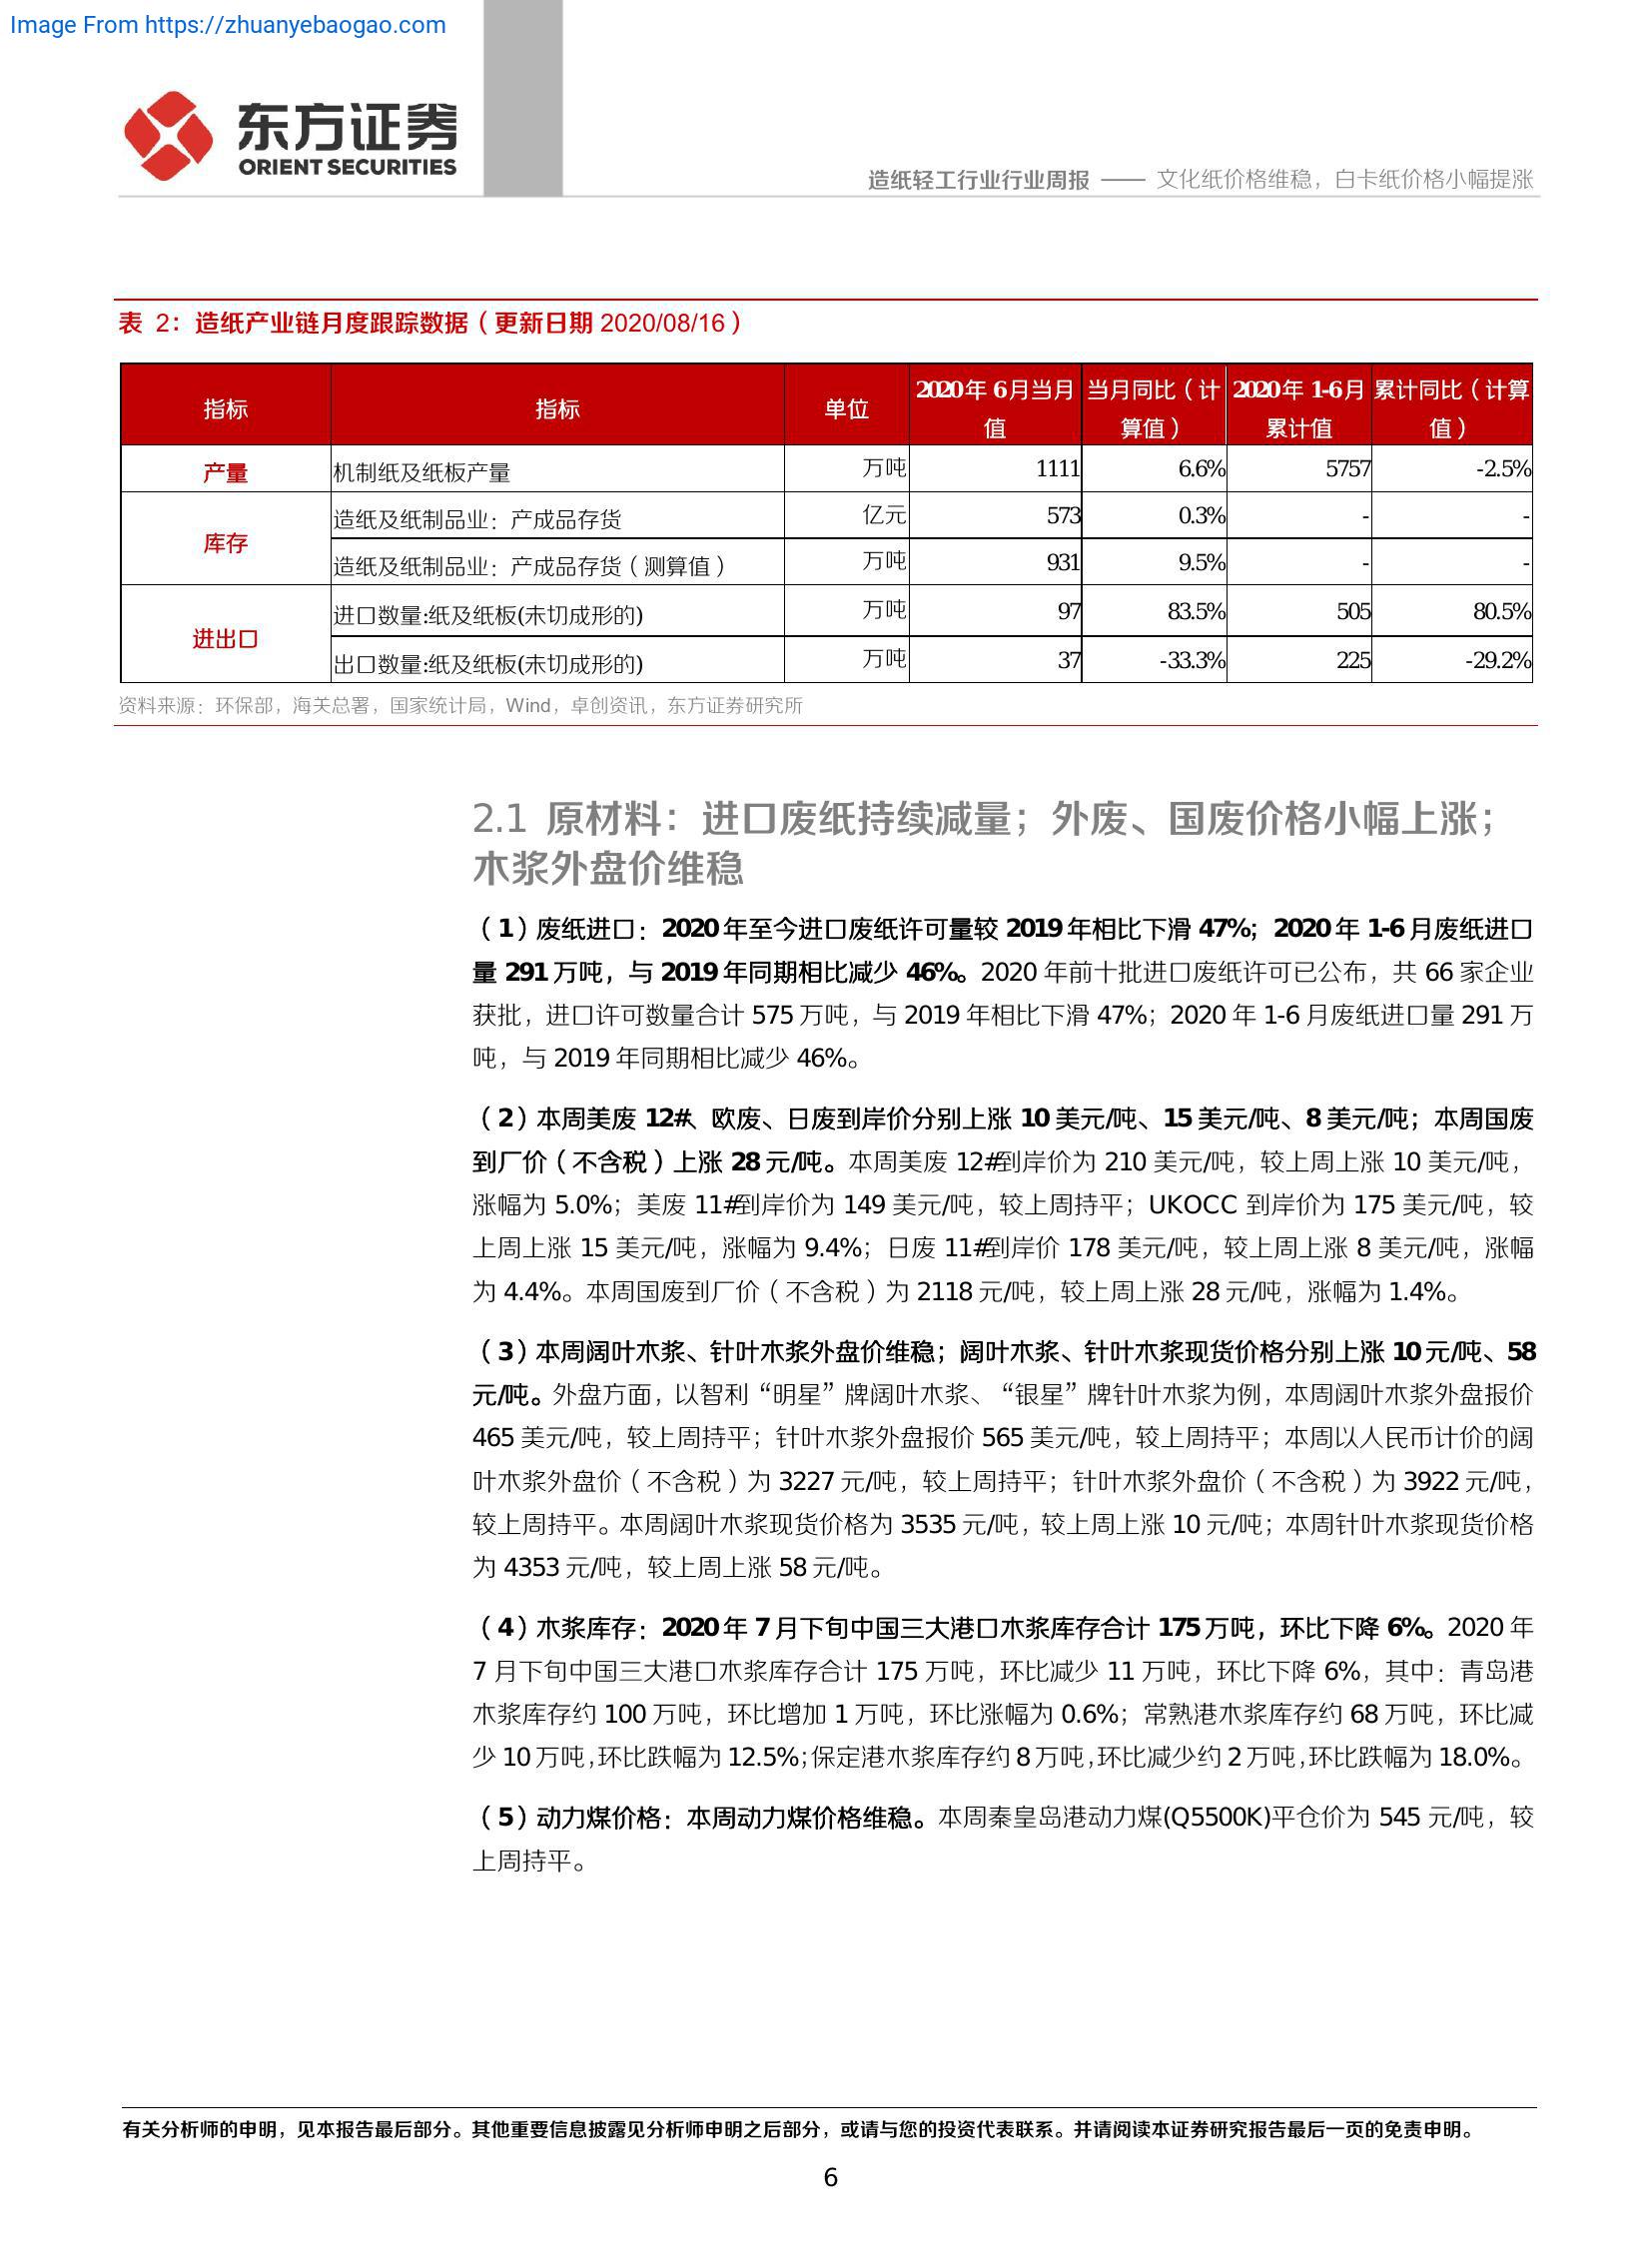 Image From https://zhuanyebaogao.com
东方证券
ORIENT SECURITIES
造纸轻工行业行业周报 —— 文化纸价格维稳，白卡纸价格小幅提涨
表 2：造纸产业链月度跟踪数据（更新日期 2020/08/16）
指标 指标 单位 2020年 6月当月值 当月同比（计算值） 2020年 1-6月累计值 累计同比（计算值）
产量 机制纸及纸板产量 万吨 1111 6.6% 5757 -2.5%
库存 造纸及纸制品业：产成品存货 亿元 573 0.3% - -
造纸及纸制品业：产成品存货（测算值） 万吨 931 9.5% - -
进出口 进口数量:纸及纸板(未切成形的) 万吨 97 83.5% 505 80.5%
出口数量:纸及纸板(未切成形的) 万吨 37 -33.3% 225 -29.2%
资料来源：环保部，海关总署，国家统计局，Wind，卓创资讯，东方证券研究所
2.1 原材料：进口废纸持续减量；外废、国废价格小幅上涨；
木浆外盘价维稳
（1）废纸进口：2020年至今进口废纸许可量较 2019年相比下滑 47%；2020年 1-6月废纸进口
量 291万吨，与 2019年同期相比减少 46%。2020 年前十批进口废纸许可已公布，共 66 家企业
获批，进口许可数量合计 575 万吨，与 2019 年相比下滑 47%；2020 年 1-6 月废纸进口量 291 万
吨，与 2019 年同期相比减少 46%。
（2）本周美废 12#、欧废、日废到岸价分别上涨 10 美元/吨、15 美元/吨、8 美元/吨；本周国废
到厂价（不含税）上涨 28 元/吨。本周美废 12#到岸价为 210 美元/吨，较上周上涨 10 美元/吨，
涨幅为 5.0%；美废 11#到岸价为 149 美元/吨，较上周持平；UKOCC 到岸价为 175 美元/吨，较
上周上涨 15 美元/吨，涨幅为 9.4%；日废 11#到岸价 178 美元/吨，较上周上涨 8 美元/吨，涨幅
为 4.4%。本周国废到厂价（不含税）为 2118 元/吨，较上周上涨 28 元/吨，涨幅为 1.4%。
（3）本周阔叶木浆、针叶木浆外盘价维稳；阔叶木浆、针叶木浆现货价格分别上涨 10元/吨、58
元/吨。外盘方面，以智利“明星”牌阔叶木浆、“银星”牌针叶木浆为例，本周阔叶木浆外盘报价
465 美元/吨，较上周持平；针叶木浆外盘报价 565 美元/吨，较上周持平；本周以人民币计价的阔
叶木浆外盘价（不含税）为 3227 元/吨，较上周持平；针叶木浆外盘价（不含税）为 3922 元/吨，
较上周持平。本周阔叶木浆现货价格为 3535 元/吨，较上周上涨 10 元/吨；本周针叶木浆现货价格
为 4353 元/吨，较上周上涨 58 元/吨。
（4）木浆库存：2020年 7月下旬中国三大港口木浆库存合计 175万吨，环比下降 6%。2020 年
7 月下旬中国三大港口木浆库存合计 175 万吨，环比减少 11 万吨，环比下降 6%，其中：青岛港
木浆库存约 100 万吨，环比增加 1 万吨，环比涨幅为 0.6%；常熟港木浆库存约 68 万吨，环比减
少 10 万吨，环比跌幅为 12.5%；保定港木浆库存约 8 万吨，环比减少约 2 万吨，环比跌幅为 18.0%。
（5）动力煤价格：本周动力煤价格维稳。本周秦皇岛港动力煤(Q5500K)平仓价为 545 元/吨，较
上周持平。
有关分析师的申明，见本报告最后部分。其他重要信息披露见分析师申明之后部分，或请与您的投资代表联系。并请阅读本证券研究报告最后一页的免责申明。
6